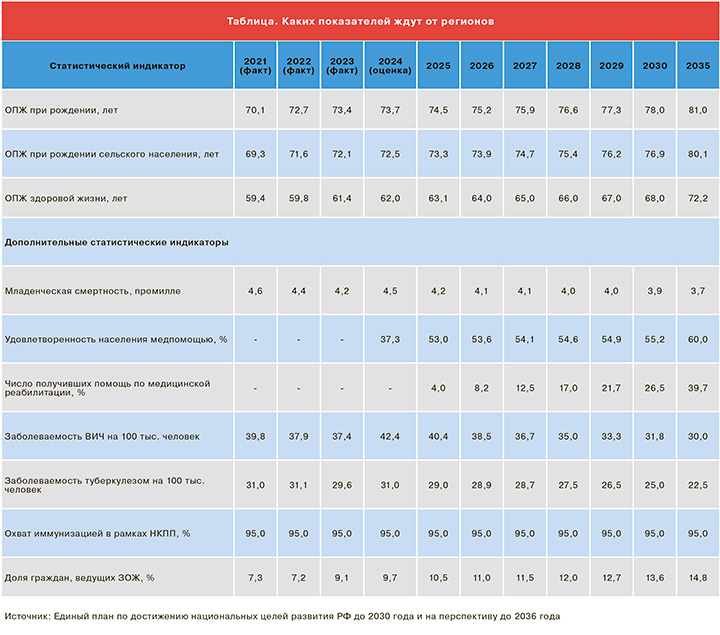 Таблица. Каких показателей ждут от регионов
Статистический индикатор 2021 (факт) 2022 (факт) 2023 (факт) 2024 (оценка) 2025 2026 2027 2028 2029 2030 2035
ОПЖ при рождении, лет 70,1 72,7 73,4 73,7 74,5 75,2 75,9 76,6 77,3 78,0 81,0
ОПЖ при рождении сельского населения, лет 69,3 71,6 72,1 72,5 73,3 73,9 74,7 75,4 76,2 76,9 80,1
ОПЖ здоровой жизни, лет 59,4 59,8 61,4 62,0 63,1 64,0 65,0 66,0 67,0 68,0 72,2
Дополнительные статистические индикаторы
Младенческая смертность, промилле 4,6 4,4 4,2 4,5 4,2 4,1 4,1 4,0 4,0 3,9 3,7
Удовлетворенность населения медпомощью, % - - - 37,3 53,0 53,6 54,1 54,6 54,9 55,2 60,0
Число получивших помощь по медицинской
реабилитации, % - - - - 4,0 8,2 12,5 17,0 21,7 26,5 39,7
Заболеваемость ВИЧ на 100 тыс. человек 39,8 37,9 37,4 42,4 40,4 38,5 36,7 35,0 33,3 31,8 30,0
Заболеваемость туберкулезом на 100 тыс.
человек 31,0 31,1 29,6 31,0 29,0 28,9 28,7 27,5 26,5 25,0 22,5
Охват иммунизацией в рамках НКПП, % 95,0 95,0 95,0 95,0 95,0 95,0 95,0 95,0 95,0 95,0 95,0
Доля граждан, ведущих ЗОЖ, % 7,3 7,2 9,1 9,7 10,5 11,0 11,5 12,0 12,7 13,6 14,8
Источник: Единый план по достижению национальных целей развития РФ до 2030 года и на перспективу до 2036 года